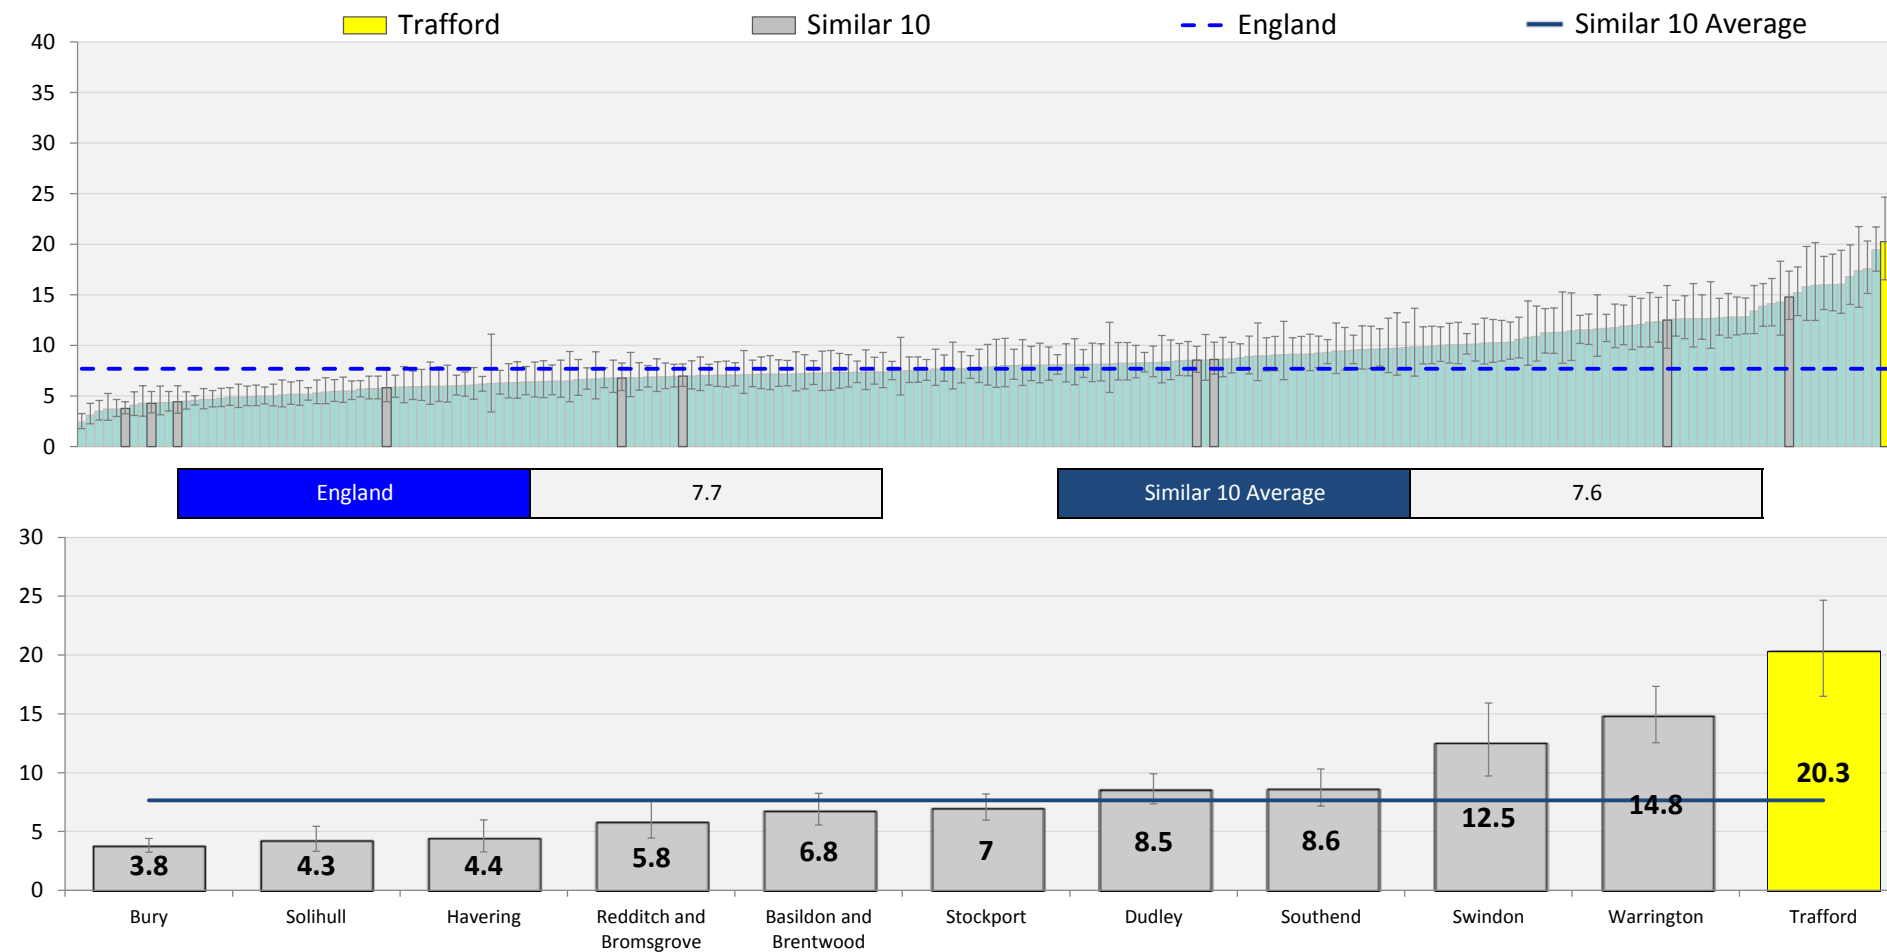 Trafford
Similar 10
England
Similar 10 Average
40
35
30
25
20
15
10
5
0
England
7.7
Similar 10 Average
7.6
30
25
20
15
10
5
0
3.8
4.3
4.4
5.8
6.8
7
8.5
8.6
12.5
14.8
20.3
Bury
Solihull
Havering
Redditch and
Bromsgrove
Basildon and
Brentwood
Stockport
Dudley
Southend
Swindon
Warrington
Trafford